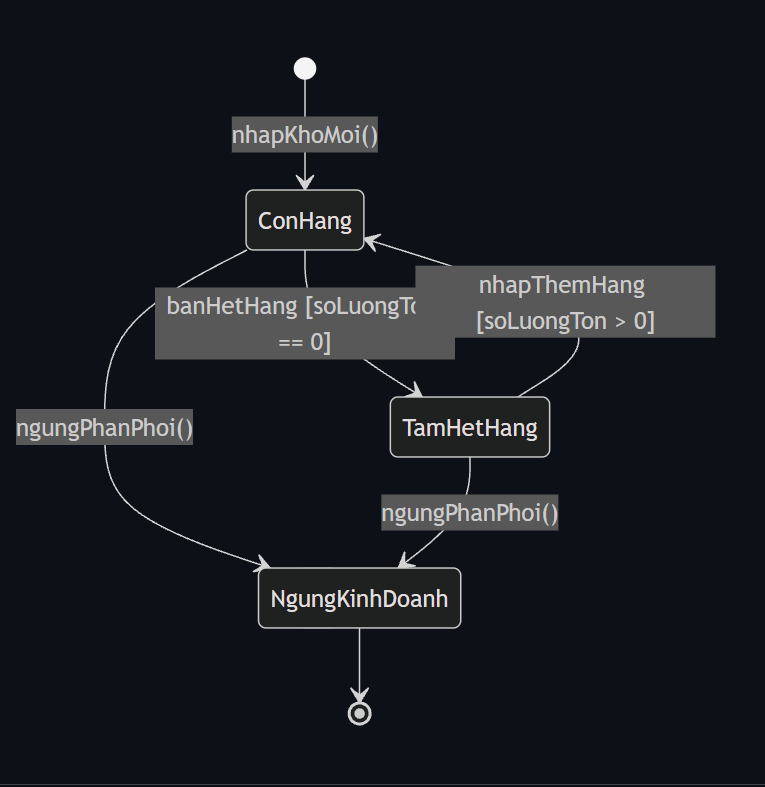 nhapKhoMoi()
ConHang
banHetHang [soLuongTo
== 0]
nhapThemHang
[soLuongTon > 0]
ngungPhanPhoi()
TamHetHang
ngungPhanPhoi()
NgungKinhDoanh